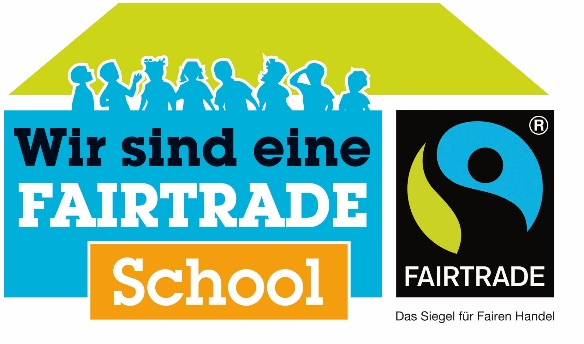 Wir sind eine
FAIRTRADE
School
®
FAIRTRADE
Das Siegel für Fairen Handel